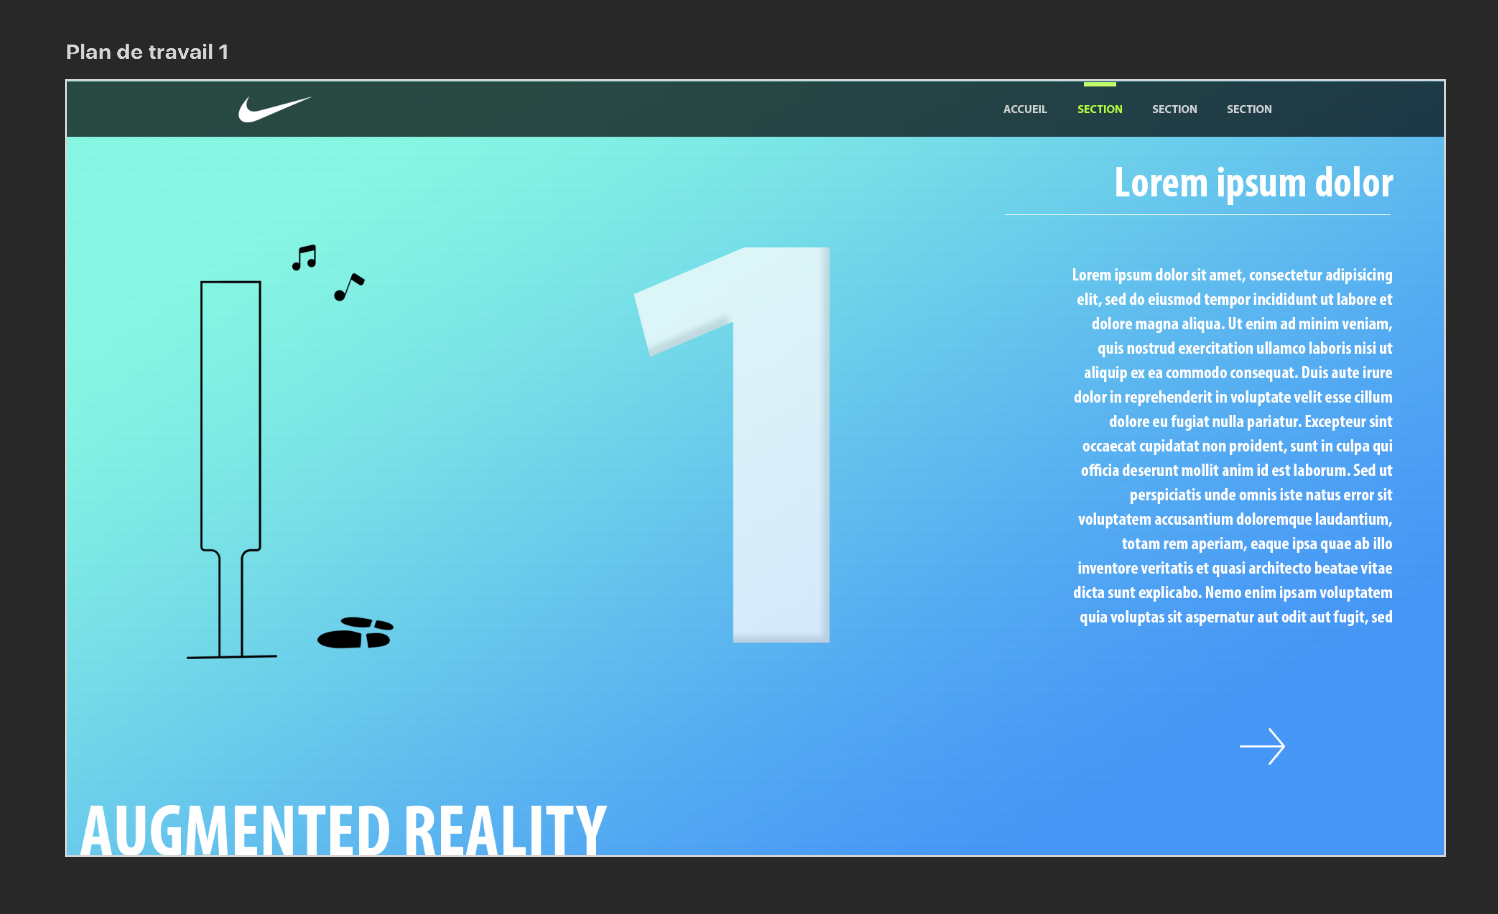 Plan de travail 1
ACCUEIL SECTION SECTION SECTION
Lorem ipsum dolor
1
Lorem ipsum dolor sit amet, consectetur adipisicing
elit, sed do eiusmod tempor incididunt ut labore et
dolore magna aliqua. Ut enim ad minim veniam,
quis nostrud exercitation ullamco laboris nisi ut
aliquip ex ea commodo consequat. Duis aute irure
dolor in reprehenderit in voluptate velit esse cillum
dolore eu fugiat nulla pariatur. Excepteur sint
occaecat cupidatat non proident, sunt in culpa qui
officia deserunt mollit anim id est laborum. Sed ut
perspiciatis unde omnis iste natus error sit
voluptatem accusantium doloremque laudantium,
totam rem aperiam, eaque ipsa quae ab illo
inventore veritatis et quasi architecto beatae vitae
dicta sunt explicabo. Nemo enim ipsam voluptatem
quia voluptas sit aspernatur aut odit aut fugit, sed
AUGMENTED REALITY